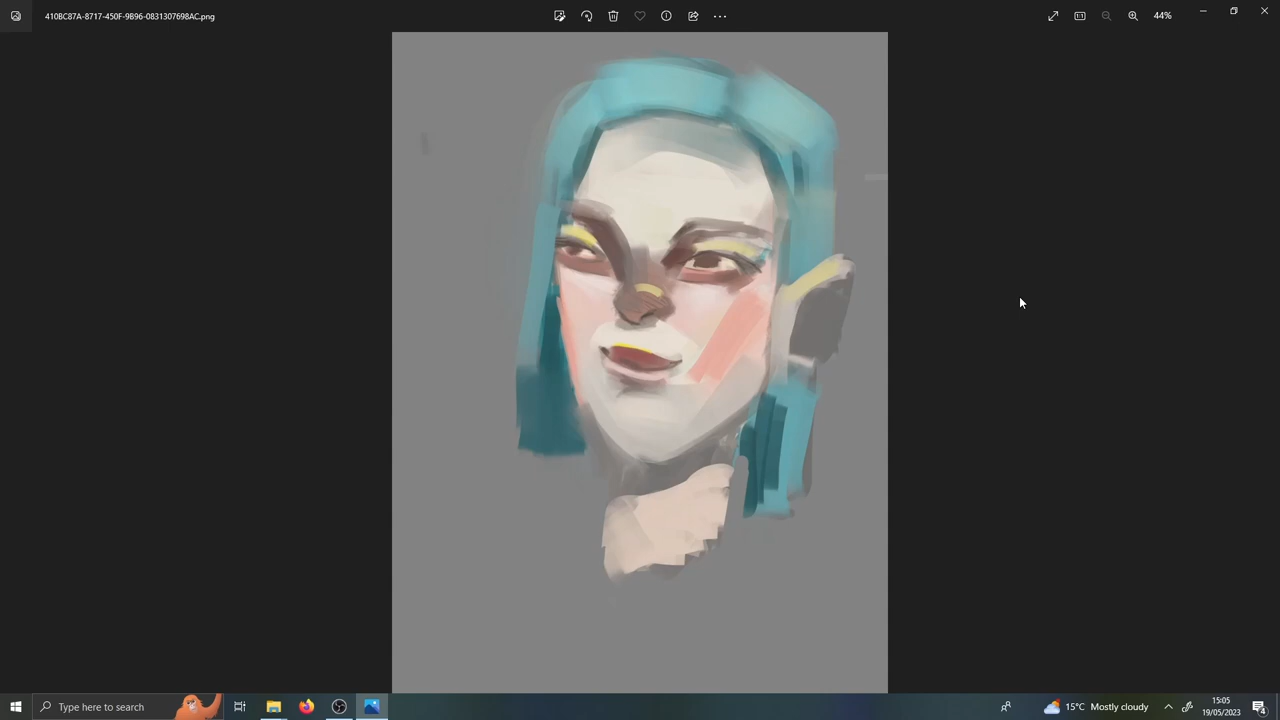 410BC87A-8717-450F-9B96-0831307698AC.png
44%
Type here to search
15°C Mostly cloudy
15:05
19/05/2023
4